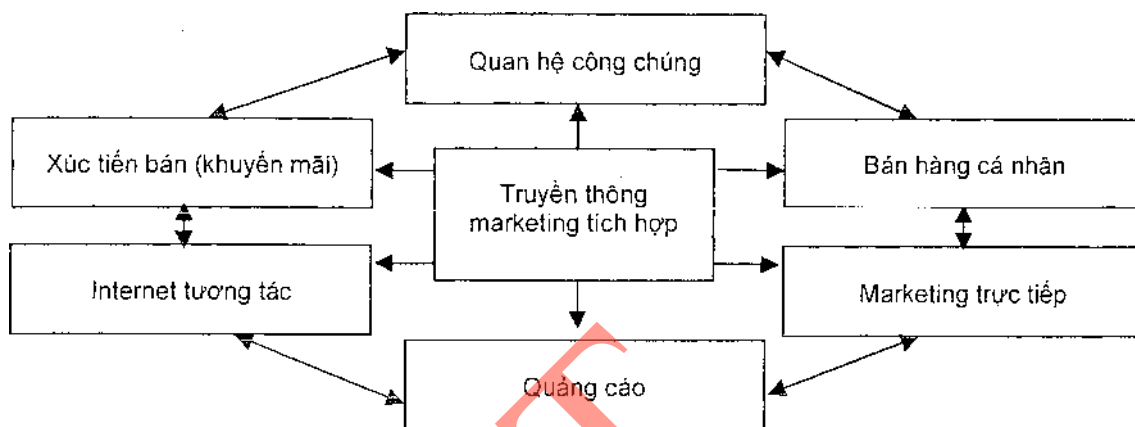 Quan hệ công chúng
Xúc tiến bán (khuyến mãi)
Truyền thông
marketing tích hợp
Bán hàng cá nhân
Internet tương tác
Marketing trực tiếp
Quảng cáo
T